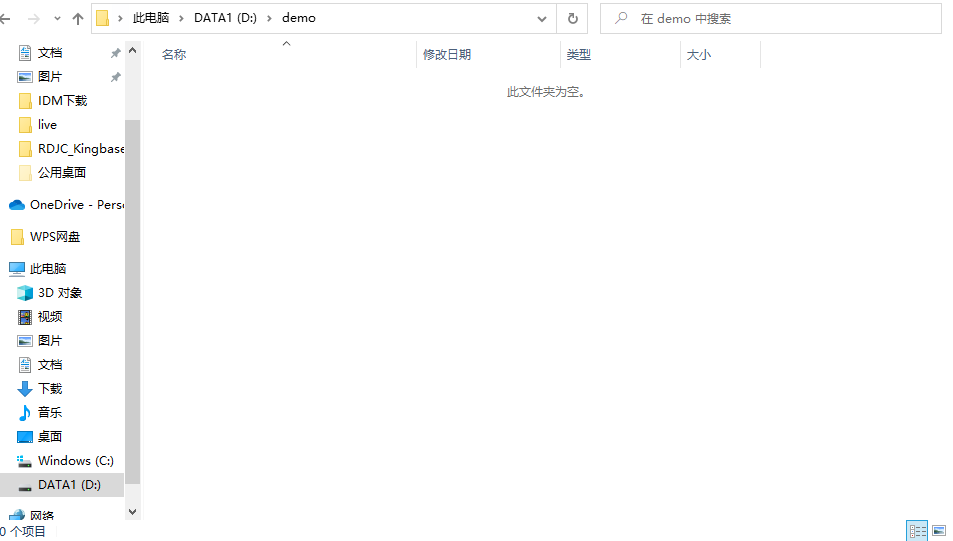 此电脑 DATA1 (D:) demo
在 demo 中搜索
名称 修改日期 类型 大小
此文件夹为空。
文档
图片
IDM下载
live
RDJC_Kingbase
公用桌面
OneDrive - Perso
WPS网盘
此电脑
3D 对象
视频
图片
文档
下载
音乐
桌面
Windows (C:)
DATA1 (D:)
网络
0 个项目